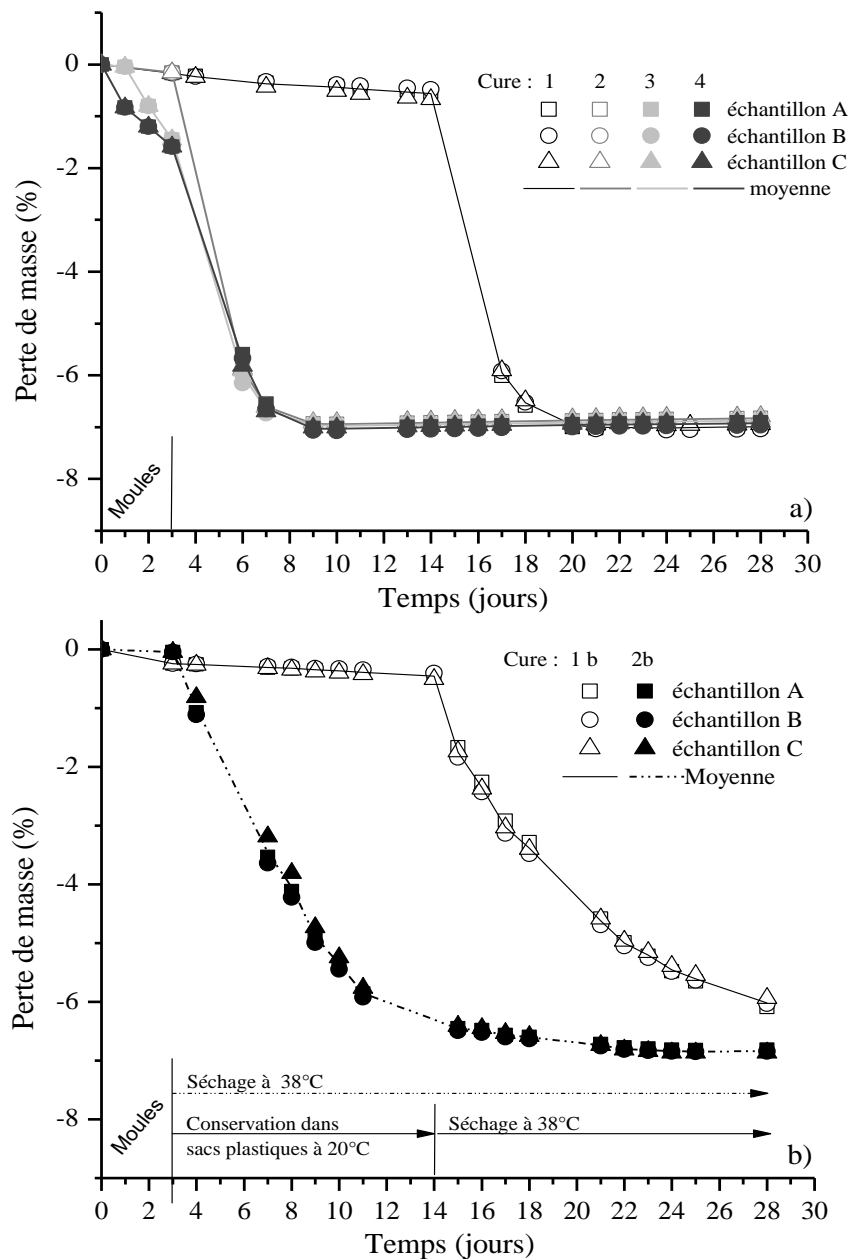 0
-2
-4
-6
-8
Perte de masse (%)
Cure : 1 2 3 4
échantillon A
échantillon B
échantillon C
moyenne
Moules
a)
0 2 4 6 8 10 12 14 16 18 20 22 24 26 28 30
Temps (jours)
0
-2
-4
-6
-8
Perte de masse (%)
Cure : 1 b 2b
échantillon A
échantillon B
échantillon C
Moyenne
Moules
Séchage à 38°C
Conservation dans
sacs plastiques à 20°C
Séchage à 38°C
b)
0 2 4 6 8 10 12 14 16 18 20 22 24 26 28 30
Temps (jours)